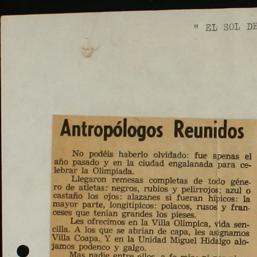 " EL SOL DE
Antropólogos Reunidos
No podéis haberlo olvidado: fue apenas el
año pasado y en la ciudad engalanada para ce-
lebrar la Olimpiada.
Llegaron remesas completas de todo géne-
ro de atletas: negros, rubios y pelirrojos; azul o
castaño los ojos: alazanes si fueran hípicos: la
mayor parte, longitípicos: polacos, rusos y fran-
ceses que tenían grandes los pieses.
Les ofrecimos en la Villa Olímpica, vida sen-
cilla. A los que se abrían de capa, les asignamos
Villa Coapa. Y en la Unidad Miguel Hidalgo alo-
jamos podenco y galgo.
Mas nadie entre ellos